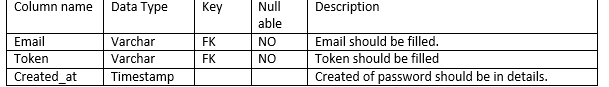 Column name Data Type Key Null able Description
Email Varchar FK NO Email should be filled.
Token Varchar FK NO Token should be filled
Created_at Timestamp Created of password should be in details.